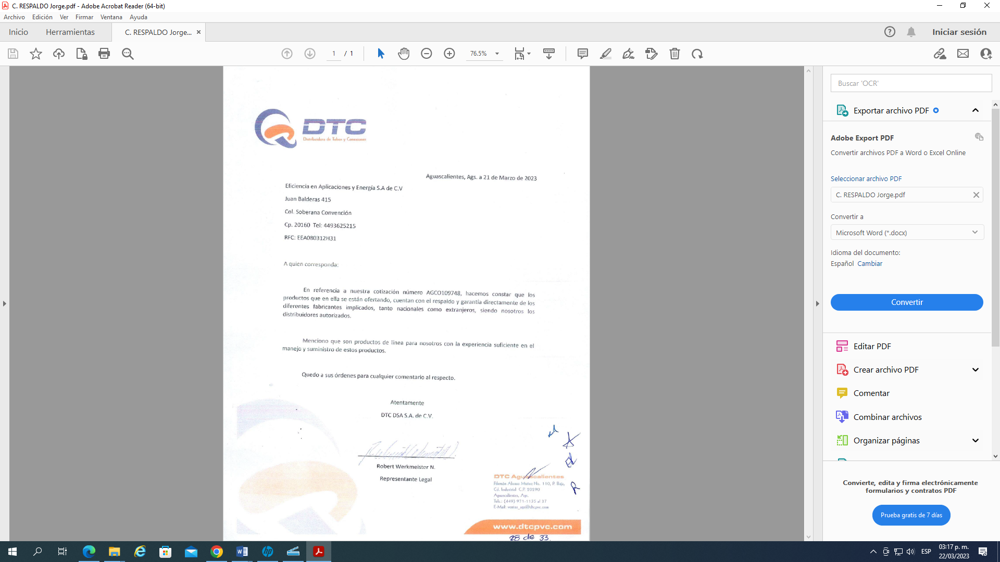 C. RESPALDO Jorge.pdf - Adobe Acrobat Reader (64-bit)
Archivo Edición Ver Firmar Ventana Ayuda
Inicio Herramientas C. RESPALDO Jorge... × Iniciar sesión
1 / 1 76.5%
DTC
Distribuidora de Tubos y Conexiones
Aguascalientes, Ags. a 21 de Marzo de 2023
Eficiencia en Aplicaciones y Energía S.A de C.V
Juan Balderas 415
Col. Soberana Convención
Cp. 20160 Tel: 4493625215
RFC: EEA080312H31
A quien corresponda:
En referencia a nuestra cotización número AGCO109748, hacemos constar que los
productos que en ella se están ofertando, cuentan con el respaldo y garantía directamente de los
diferentes fabricantes implicados, tanto nacionales como extranjeros, siendo nosotros los
distribuidores autorizados.
Menciono que son productos de línea para nosotros con la experiencia suficiente en el
manejo y suministro de estos productos.
Quedo a sus órdenes para cualquier comentario al respecto.
Atentamente
DTC DSA S.A. de C.V.
Robert Werkmeister N.
Representante Legal
DTC Aguascalientes
Filemón Alonso Muñoz No. 110, P. Baja,
Cd. Industrial C.P. 20290
Aguascalientes, Ags.
Tels.: (449) 971-1135 al 37
E-Mail: ventas_ags@dtcpvc.com
www.dtcpvc.com
28 de 33.
Buscar 'OCR'
Exportar archivo PDF
Adobe Export PDF
Convertir archivos PDF a Word o Excel Online
Seleccionar archivo PDF
C. RESPALDO Jorge.pdf
Convertir a
Microsoft Word (*.docx)
Idioma del documento:
Español Cambiar
Convertir
Editar PDF
Crear archivo PDF
Comentar
Combinar archivos
Organizar páginas
Convierte, edita y firma electrónicamente
formularios y contratos PDF
Prueba gratis de 7 días
ESP
03:17 p. m.
22/03/2023